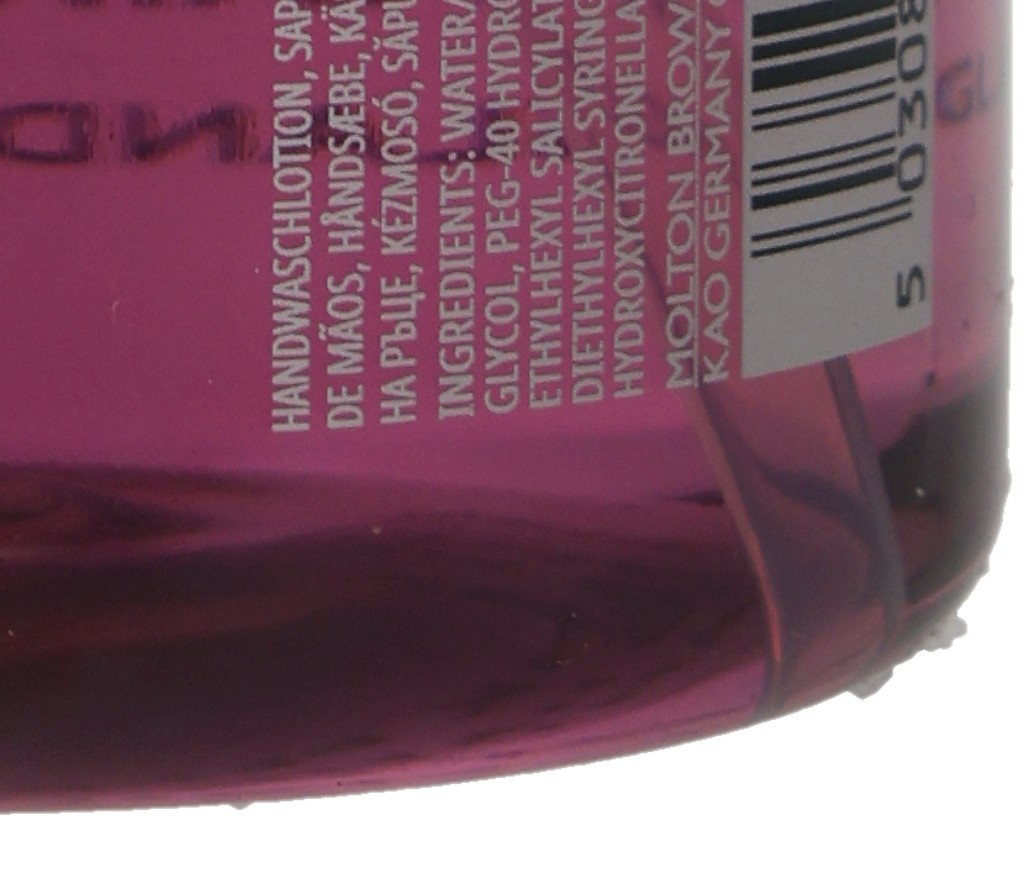 HANDWASCHLOTION, SAP
DE MÃOS, HÅNDSÆBE, KÄ
НА РЪЦЕ, KÉZMOSÓ, SĂPU
INGREDIENTS: WATER/
GLYCOL, PEG-40 HYDRO
ETHYLHEXYL SALICYLAT
DIETHYLHEXYL SYRING
HYDROXYCITRONELLA
MOLTON BROW
KAO GERMANY G
5 0308